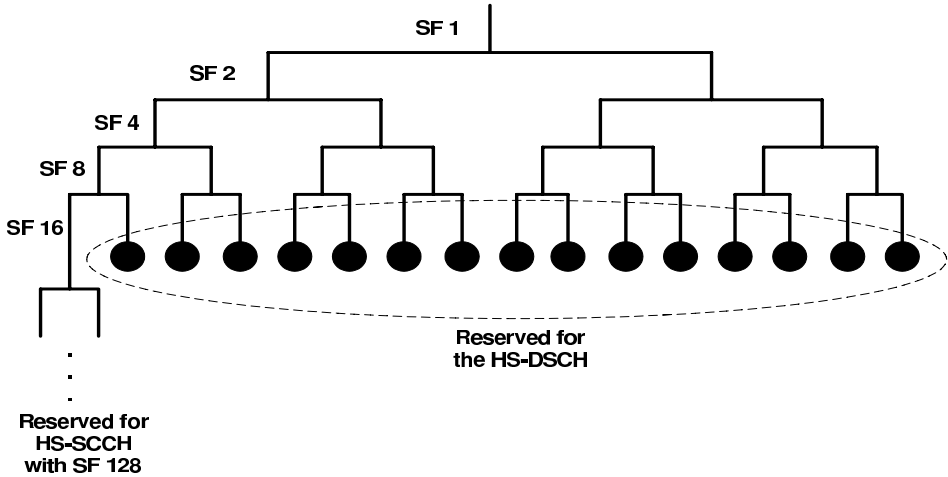 SF 1
SF 2
SF 4
SF 8
SF 16
Reserved for
the HS-DSCH
Reserved for
HS-SCCH
with SF 128